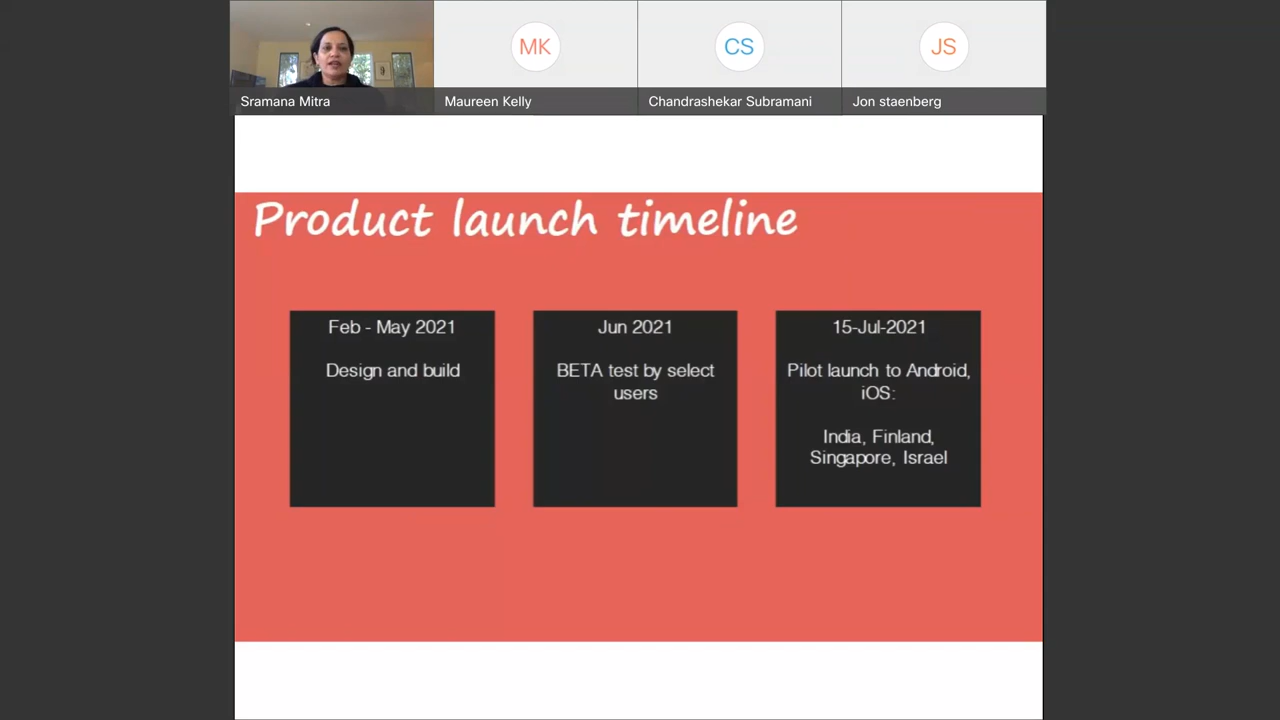 MK
CS
JS
Sramana Mitra
Maureen Kelly
Chandrashekar Subramani
Jon staenberg
Product launch timeline
Feb - May 2021
Design and build
Jun 2021
BETA test by select
users
15-Jul-2021
Pilot launch to Android,
iOS:
India, Finland,
Singapore, Israel